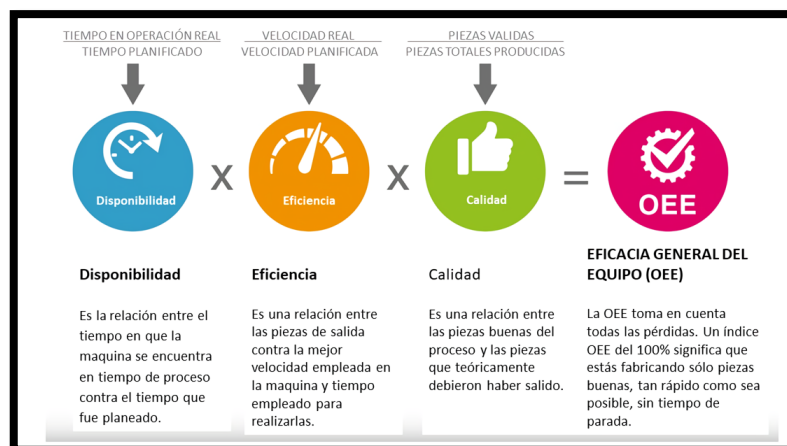 TIEMPO EN OPERACIÓN REAL
TIEMPO PLANIFICADO
VELOCIDAD REAL
VELOCIDAD PLANIFICADA
PIEZAS VALIDAS
PIEZAS TOTALES PRODUCIDAS
Disponibilidad
X
Eficiencia
X
Calidad
=
OEE
Disponibilidad
Es la relación entre el
tiempo en que la
maquina se encuentra
en tiempo de proceso
contra el tiempo que
fue planeado.
Eficiencia
Es una relación entre
las piezas de salida
contra la mejor
velocidad empleada en
la maquina y tiempo
empleado para
realizarlas.
Calidad
Es una relación entre
las piezas buenas del
proceso y las piezas
que teóricamente
debieron haber salido.
EFICACIA GENERAL DEL
EQUIPO (OEE)
La OEE toma en cuenta
todas las pérdidas. Un índice
OEE del 100% significa que
estás fabricando sólo piezas
buenas, tan rápido como sea
posible, sin tiempo de
parada.